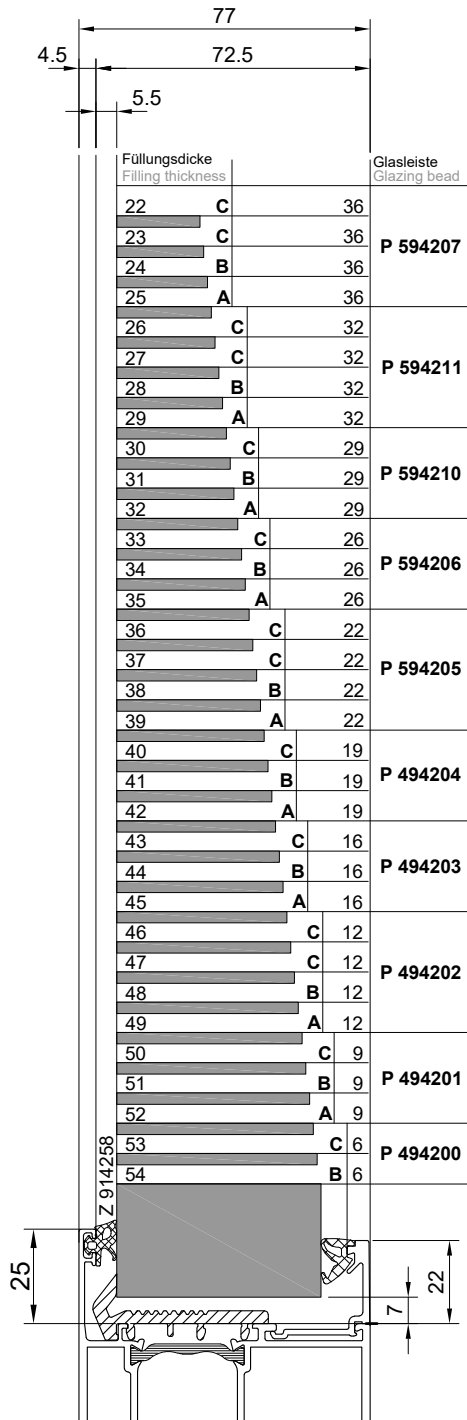 77
4.5 72.5
5.5
Füllungsdicke Glasleiste
Filling thickness Glazing bead
22 C 36
23 C 36
P 594207
24 B 36
25 A 36
26 C 32
27 C 32
P 594211
28 B 32
29 A 32
30 C 29
31 B 29 P 594210
32 A 29
33 C 26
34 B 26 P 594206
35 A 26
36 C 22
37 C 22
P 594205
38 B 22
39 A 22
40 C 19
41 B 19 P 494204
42 A 19
43 C 16
44 B 16 P 494203
45 A 16
46 C 12
47 C 12
P 494202
48 B 12
49 A 12
50 C 9
51 B 9 P 494201
52 A 9
53 C 6
P 494200
54 B 6
Z 914258
25
22
7